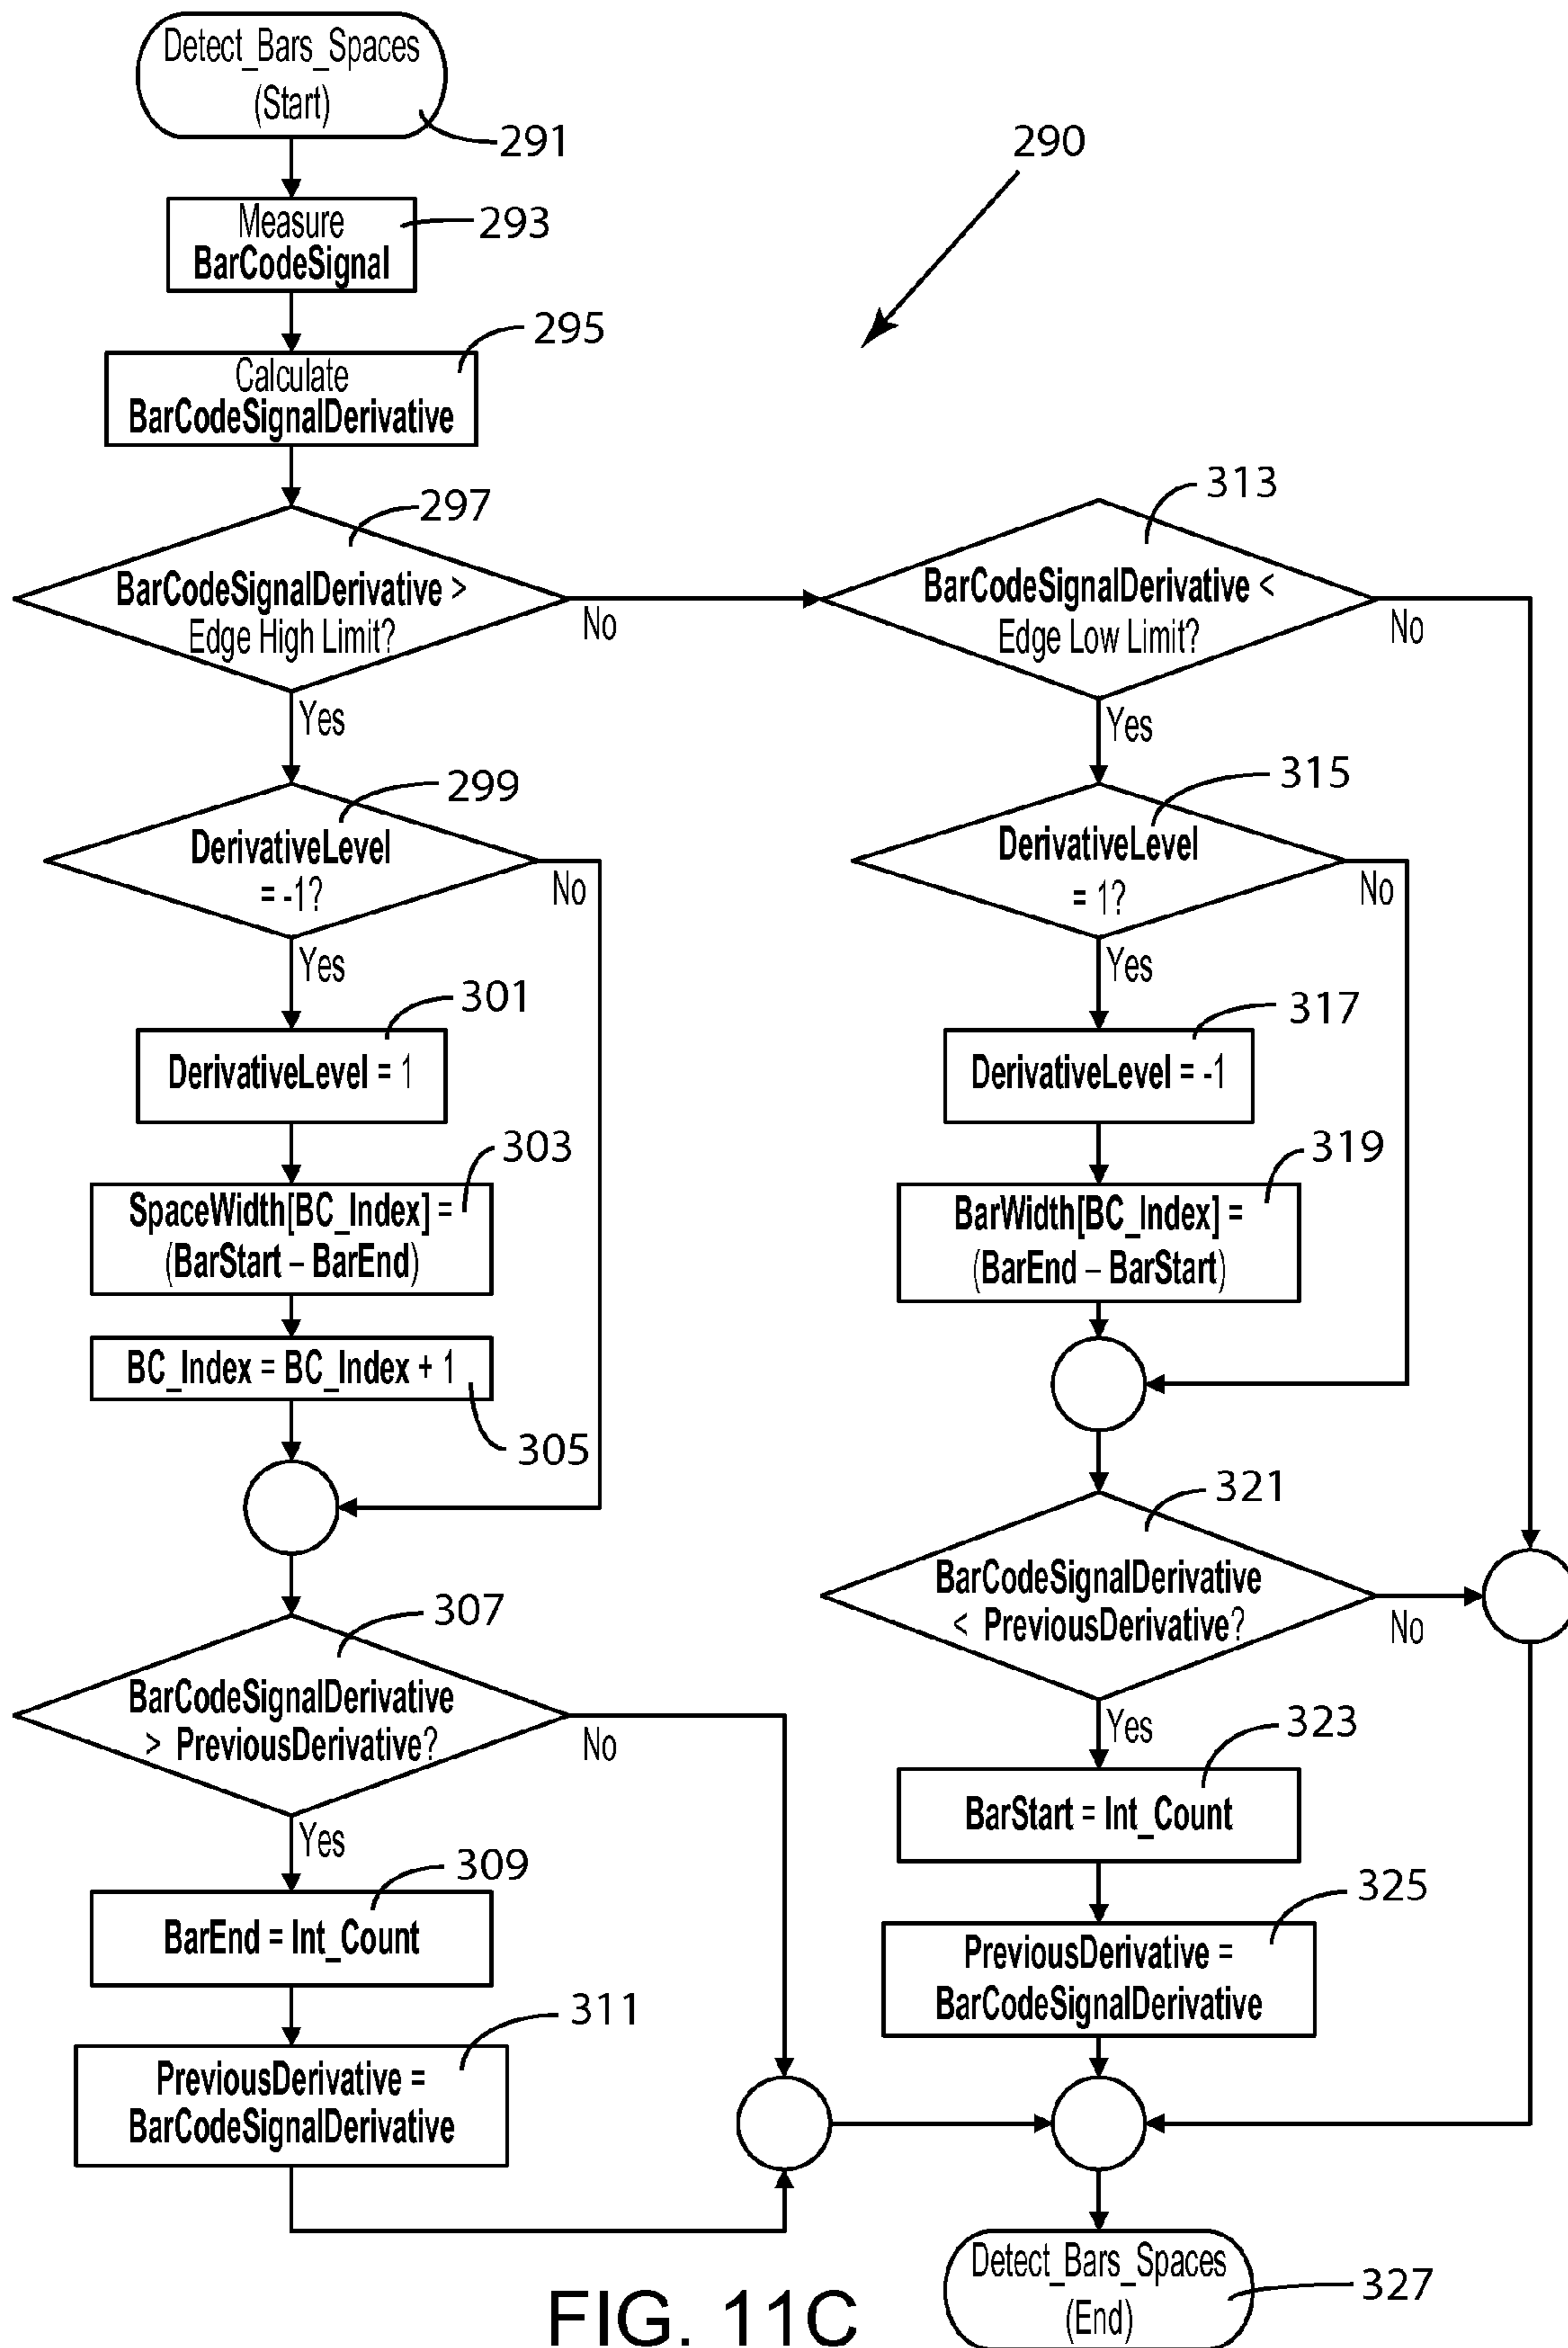 Detect_Bars_Spaces
(Start)
291
290
Measure
BarCodeSignal
293
Calculate
BarCodeSignalDerivative
295
BarCodeSignalDerivative >
Edge High Limit?
297
No
Yes
DerivativeLevel
= -1?
299
No
Yes
DerivativeLevel = 1
301
SpaceWidth[BC_Index] =
(BarStart – BarEnd)
303
BC_Index = BC_Index + 1
305
BarCodeSignalDerivative
> PreviousDerivative?
307
No
Yes
BarEnd = Int_Count
309
PreviousDerivative =
BarCodeSignalDerivative
311
BarCodeSignalDerivative <
Edge Low Limit?
313
No
Yes
DerivativeLevel
= 1?
315
No
Yes
DerivativeLevel = -1
317
BarWidth[BC_Index] =
(BarEnd – BarStart)
319
BarCodeSignalDerivative
< PreviousDerivative?
321
No
Yes
BarStart = Int_Count
323
PreviousDerivative =
BarCodeSignalDerivative
325
Detect_Bars_Spaces
(End)
327
FIG. 11C